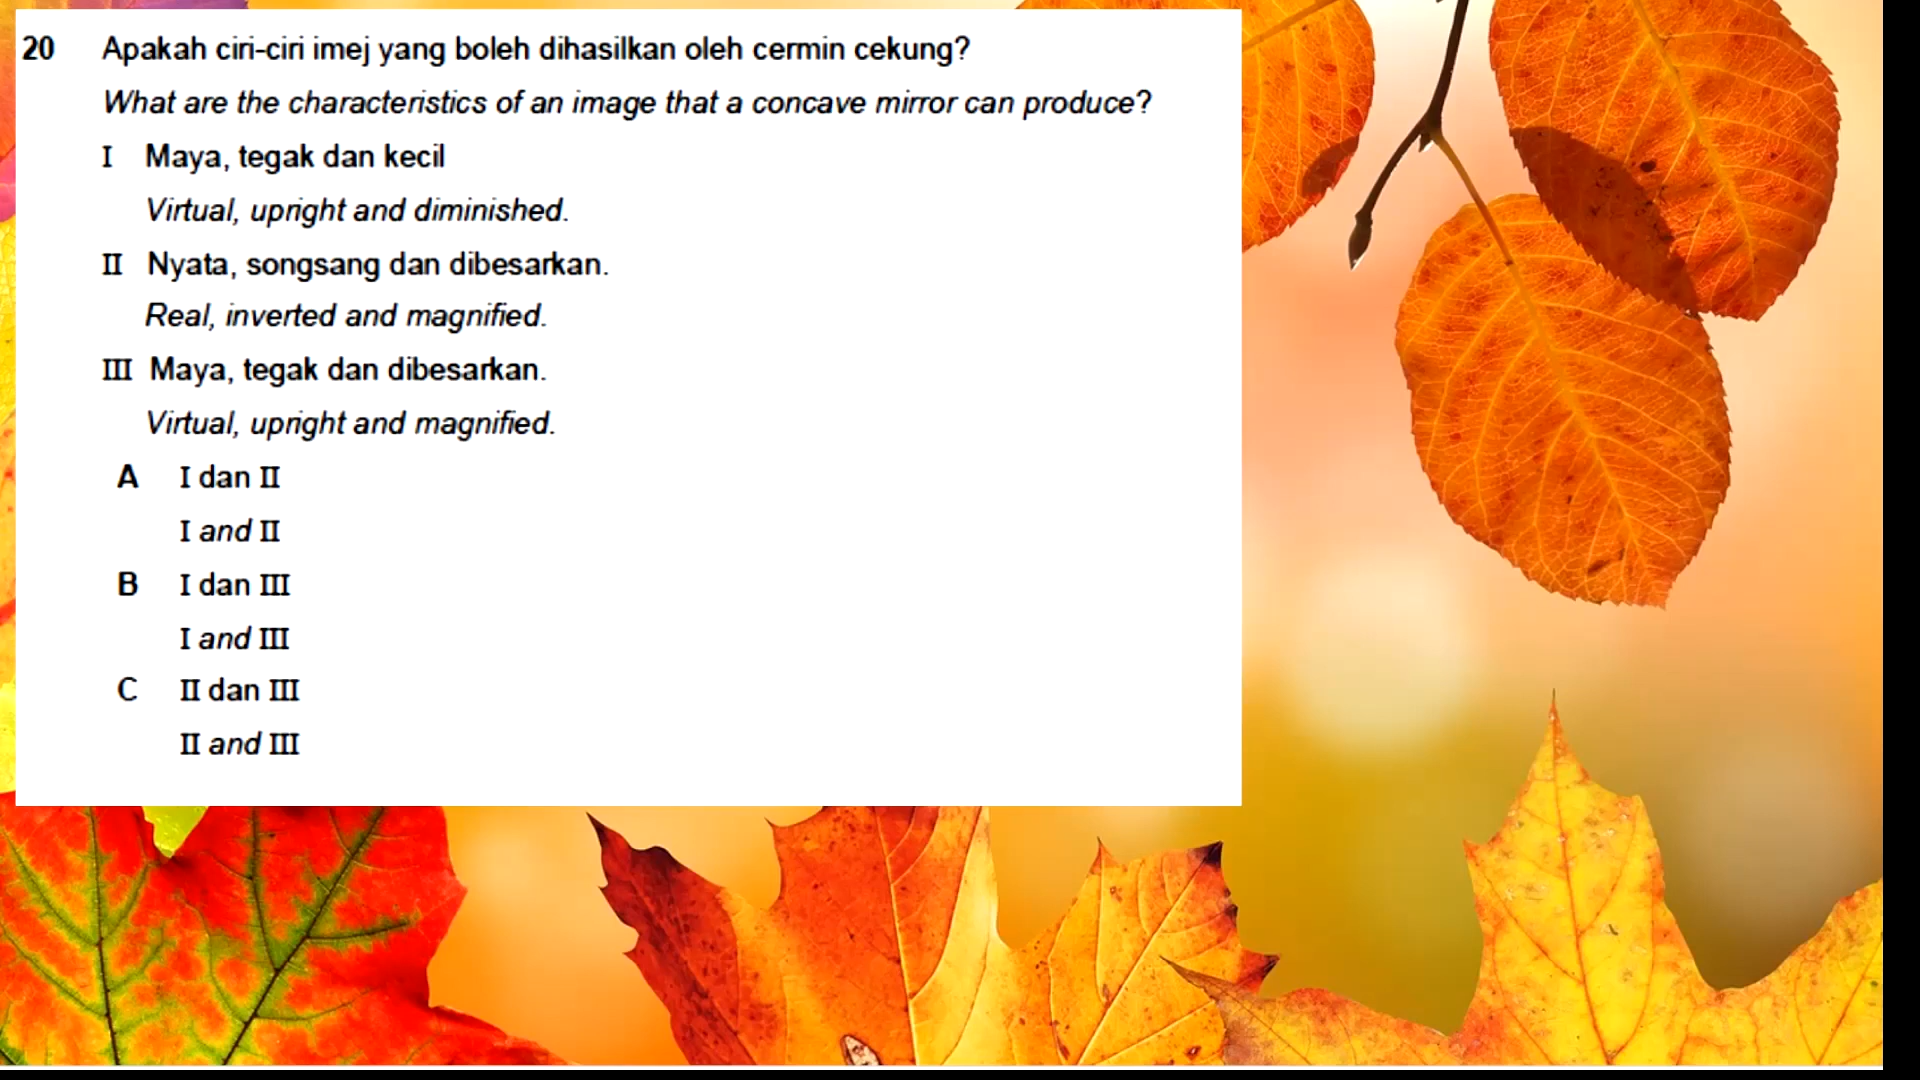 20 Apakah ciri-ciri imej yang boleh dihasilkan oleh cermin cekung?
What are the characteristics of an image that a concave mirror can produce?
I Maya, tegak dan kecil
Virtual, upright and diminished.
II Nyata, songsang dan dibesarkan.
Real, inverted and magnified.
III Maya, tegak dan dibesarkan.
Virtual, upright and magnified.
A I dan II
I and II
B I dan III
I and III
C II dan III
II and III